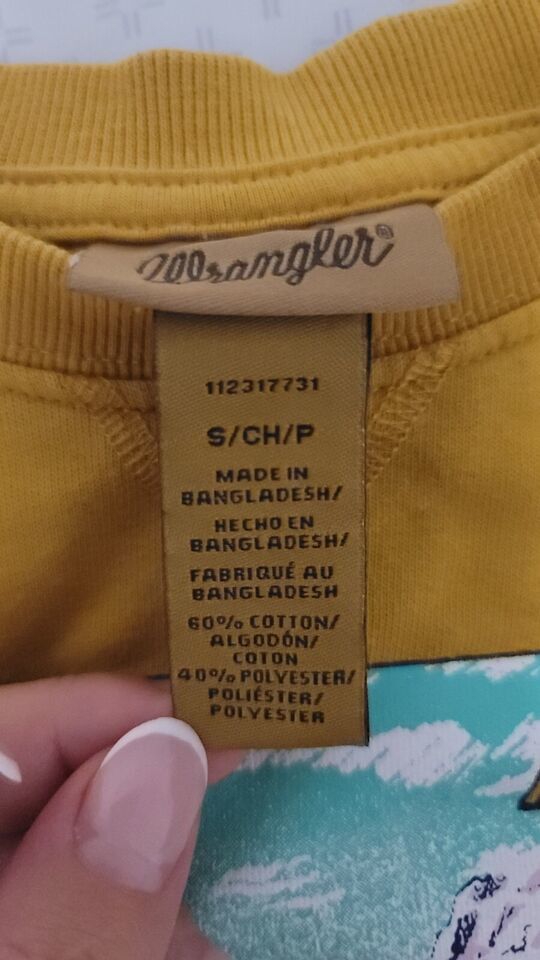 Wrangler®
112317731
S/CH/P
MADE IN
BANGLADESH/
HECHO EN
BANGLADESH/
FABRIQUÉ AU
BANGLADESH
60% COTTON/
ALGODÓN/
COTON
40% POLYESTER/
POLIÉSTER/
POLYESTER